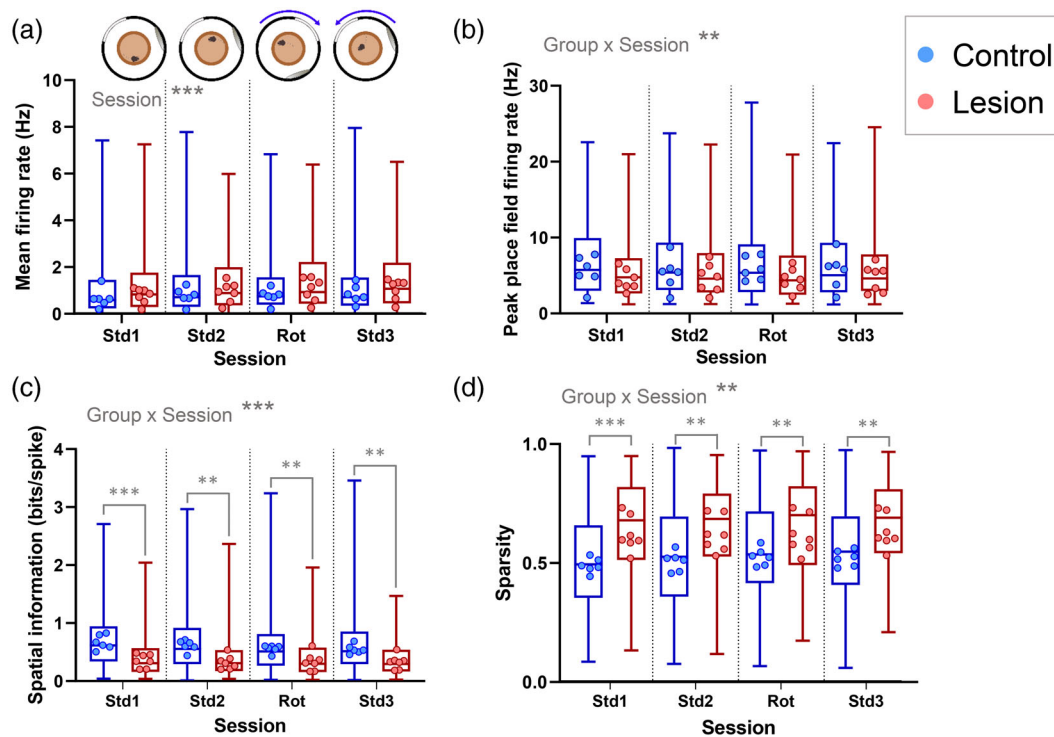 (a)
Session ***
Mean firing rate (Hz)
10
8
6
4
2
0
Std1 Std2 Rot Std3
Session
(b)
Group x Session **
Peak place field firing rate (Hz)
30
20
10
0
Std1 Std2 Rot Std3
Session
Control
Lesion
(c)
Group x Session ***
Spatial information (bits/spike)
4
3
2
1
0
*** ** ** **
Std1 Std2 Rot Std3
Session
(d)
Group x Session **
Sparsity
1.0
0.5
0.0
*** ** ** **
Std1 Std2 Rot Std3
Session